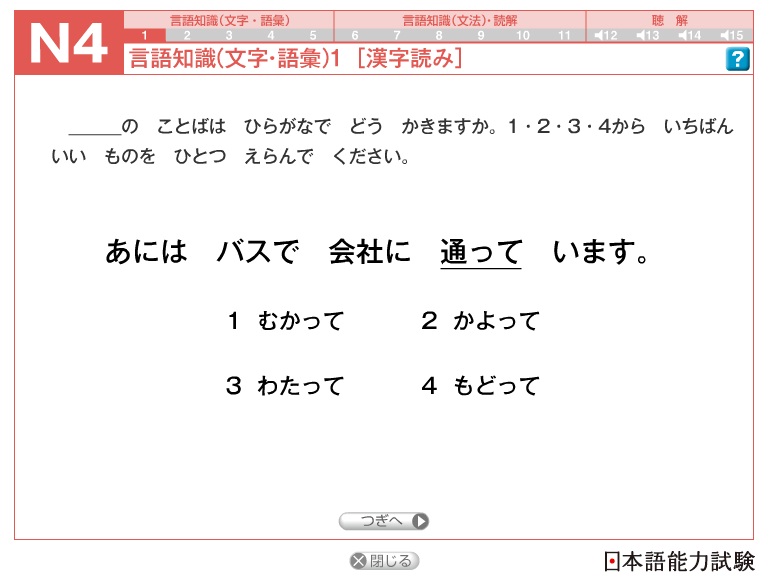 N4
言語知識(文字・語彙) 言語知識(文法)・読解 聴 解
1 2 3 4 5 6 7 8 9 10 11 12 13 14 15
言語知識(文字・語彙)1 [漢字読み]
?
_____の ことばは ひらがなで どう かきますか。1・2・3・4から いちばん
いい ものを ひとつ えらんで ください。
あには バスで 会社に 通って います。
1 むかって 2 かよって
3 わたって 4 もどって
つぎへ
閉じる
日本語能力試験